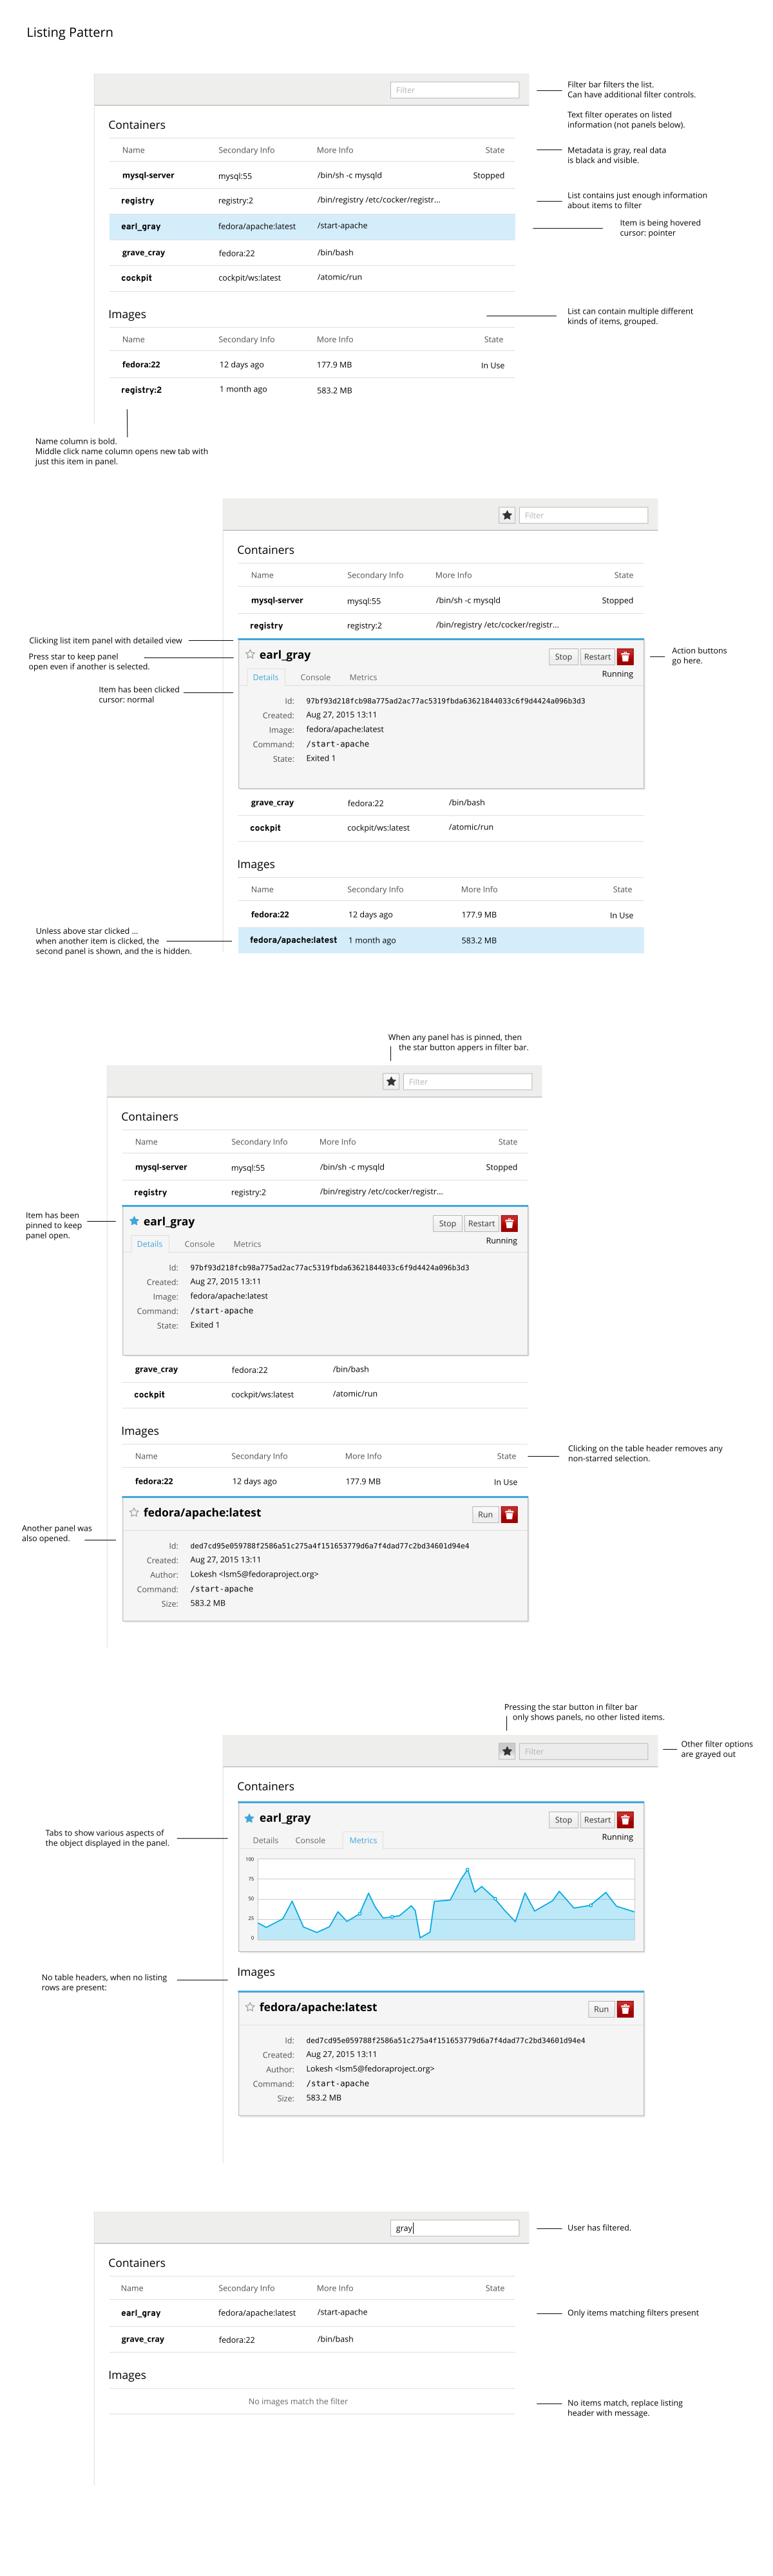 Listing Pattern
Filter
Filter bar filters the list.
Can have additional filter controls.
Text filter operates on listed
information (not panels below).
Containers
Name Secondary Info More Info State
Metadata is gray, real data
is black and visible.
mysql-server mysql:55 /bin/sh -c mysqld Stopped
registry registry:2 /bin/registry /etc/cocker/registr...
List contains just enough information
about items to filter
earl_gray fedora/apache:latest /start-apache
Item is being hovered
cursor: pointer
grave_cray fedora:22 /bin/bash
cockpit cockpit/ws:latest /atomic/run
Images
List can contain multiple different
kinds of items, grouped.
Name Secondary Info More Info State
fedora:22 12 days ago 177.9 MB In Use
registry:2 1 month ago 583.2 MB
Name column is bold.
Middle click name column opens new tab with
just this item in panel.
Filter
Containers
Name Secondary Info More Info State
mysql-server mysql:55 /bin/sh -c mysqld Stopped
registry registry:2 /bin/registry /etc/cocker/registr...
Clicking list item panel with detailed view
Press star to keep panel
open even if another is selected.
earl_gray Stop Restart
Action buttons
go here.
Running
Details Console Metrics
Item has been clicked
cursor: normal
Id: 97bf93d218fcb98a775ad2ac77ac5319fbda63621844033c6f9d4424a096b3d3
Created: Aug 27, 2015 13:11
Image: fedora/apache:latest
Command: /start-apache
State: Exited 1
grave_cray fedora:22 /bin/bash
cockpit cockpit/ws:latest /atomic/run
Images
Name Secondary Info More Info State
fedora:22 12 days ago 177.9 MB In Use
Unless above star clicked ...
when another item is clicked, the
second panel is shown, and the is hidden.
fedora/apache:latest 1 month ago 583.2 MB
When any panel has is pinned, then
the star button appers in filter bar.
Filter
Containers
Name Secondary Info More Info State
mysql-server mysql:55 /bin/sh -c mysqld Stopped
registry registry:2 /bin/registry /etc/cocker/registr...
Item has been
pinned to keep
panel open.
earl_gray Stop Restart
Running
Details Console Metrics
Id: 97bf93d218fcb98a775ad2ac77ac5319fbda63621844033c6f9d4424a096b3d3
Created: Aug 27, 2015 13:11
Image: fedora/apache:latest
Command: /start-apache
State: Exited 1
grave_cray fedora:22 /bin/bash
cockpit cockpit/ws:latest /atomic/run
Images
Name Secondary Info More Info State
Clicking on the table header removes any
non-starred selection.
fedora:22 12 days ago 177.9 MB In Use
fedora/apache:latest Run
Another panel was
also opened.
Id: ded7cd95e059788f2586a51c275a4f151653779d6a7f4dad77c2bd34601d94e4
Created: Aug 27, 2015 13:11
Author: Lokesh <lsm5@fedoraproject.org>
Command: /start-apache
Size: 583.2 MB
Pressing the star button in filter bar
only shows panels, no other listed items.
Filter
Other filter options
are grayed out
Containers
earl_gray Stop Restart
Running
Tabs to show various aspects of
the object displayed in the panel.
Details Console Metrics
100
75
50
25
0
Images
No table headers, when no listing
rows are present:
fedora/apache:latest Run
Id: ded7cd95e059788f2586a51c275a4f151653779d6a7f4dad77c2bd34601d94e4
Created: Aug 27, 2015 13:11
Author: Lokesh <lsm5@fedoraproject.org>
Command: /start-apache
Size: 583.2 MB
gray
User has filtered.
Containers
Name Secondary Info More Info State
earl_gray fedora/apache:latest /start-apache
Only items matching filters present
grave_cray fedora:22 /bin/bash
Images
No images match the filter
No items match, replace listing
header with message.